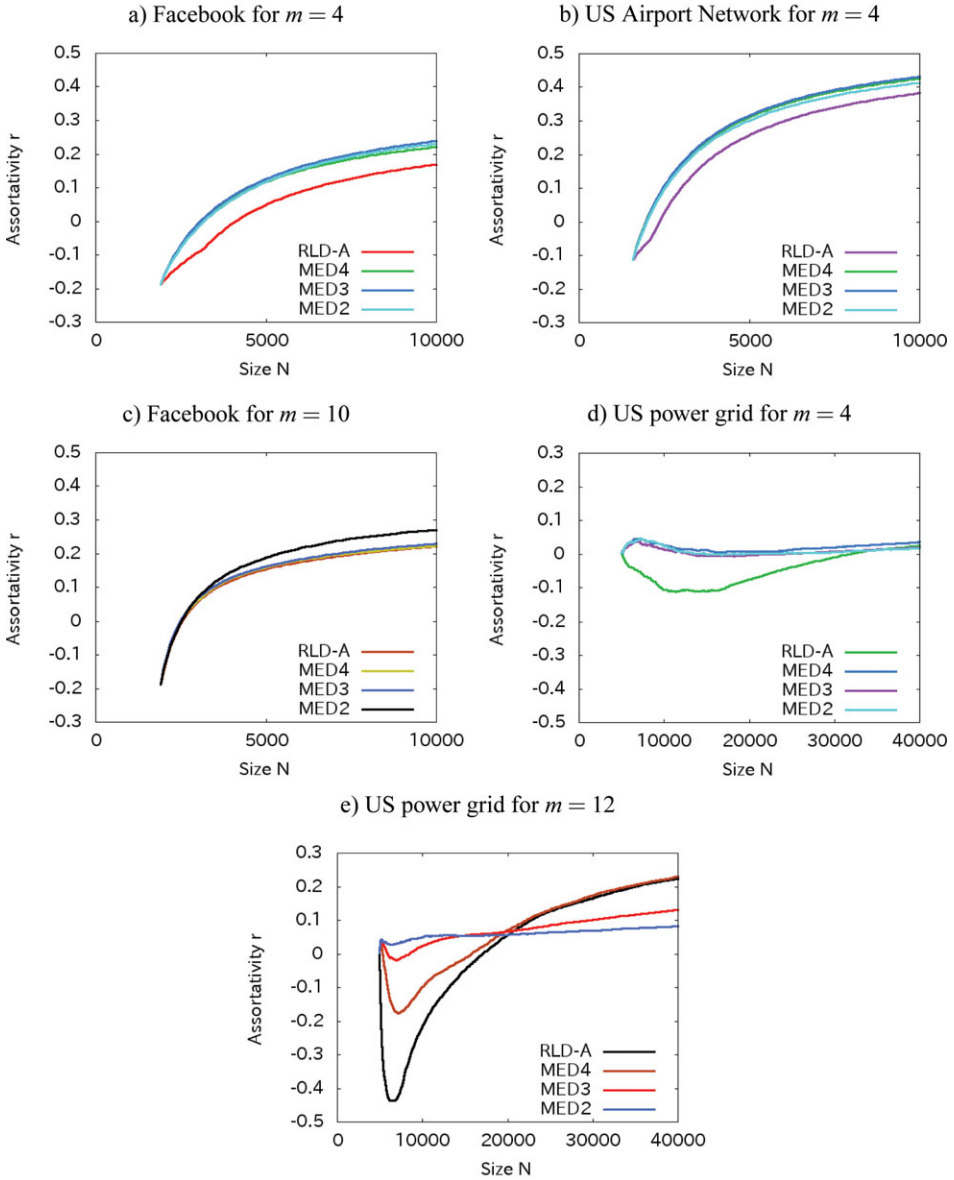 a) Facebook for m = 4
b) US Airport Network for m = 4
Assortativity r
0.5
0.4
0.3
0.2
0.1
0
-0.1
-0.2
-0.3
RLD-A
MED4
MED3
MED2
0
5000
10000
Size N
Assortativity r
0.5
0.4
0.3
0.2
0.1
0
-0.1
-0.2
-0.3
RLD-A
MED4
MED3
MED2
0
5000
10000
Size N
c) Facebook for m = 10
d) US power grid for m = 4
Assortativity r
0.5
0.4
0.3
0.2
0.1
0
-0.1
-0.2
-0.3
RLD-A
MED4
MED3
MED2
0
5000
10000
Size N
Assortativity r
0.3
0.2
0.1
0
-0.1
-0.2
-0.3
-0.4
-0.5
RLD-A
MED4
MED3
MED2
0
10000
20000
30000
40000
Size N
e) US power grid for m = 12
Assortativity r
0.3
0.2
0.1
0
-0.1
-0.2
-0.3
-0.4
-0.5
RLD-A
MED4
MED3
MED2
0
10000
20000
30000
40000
Size N